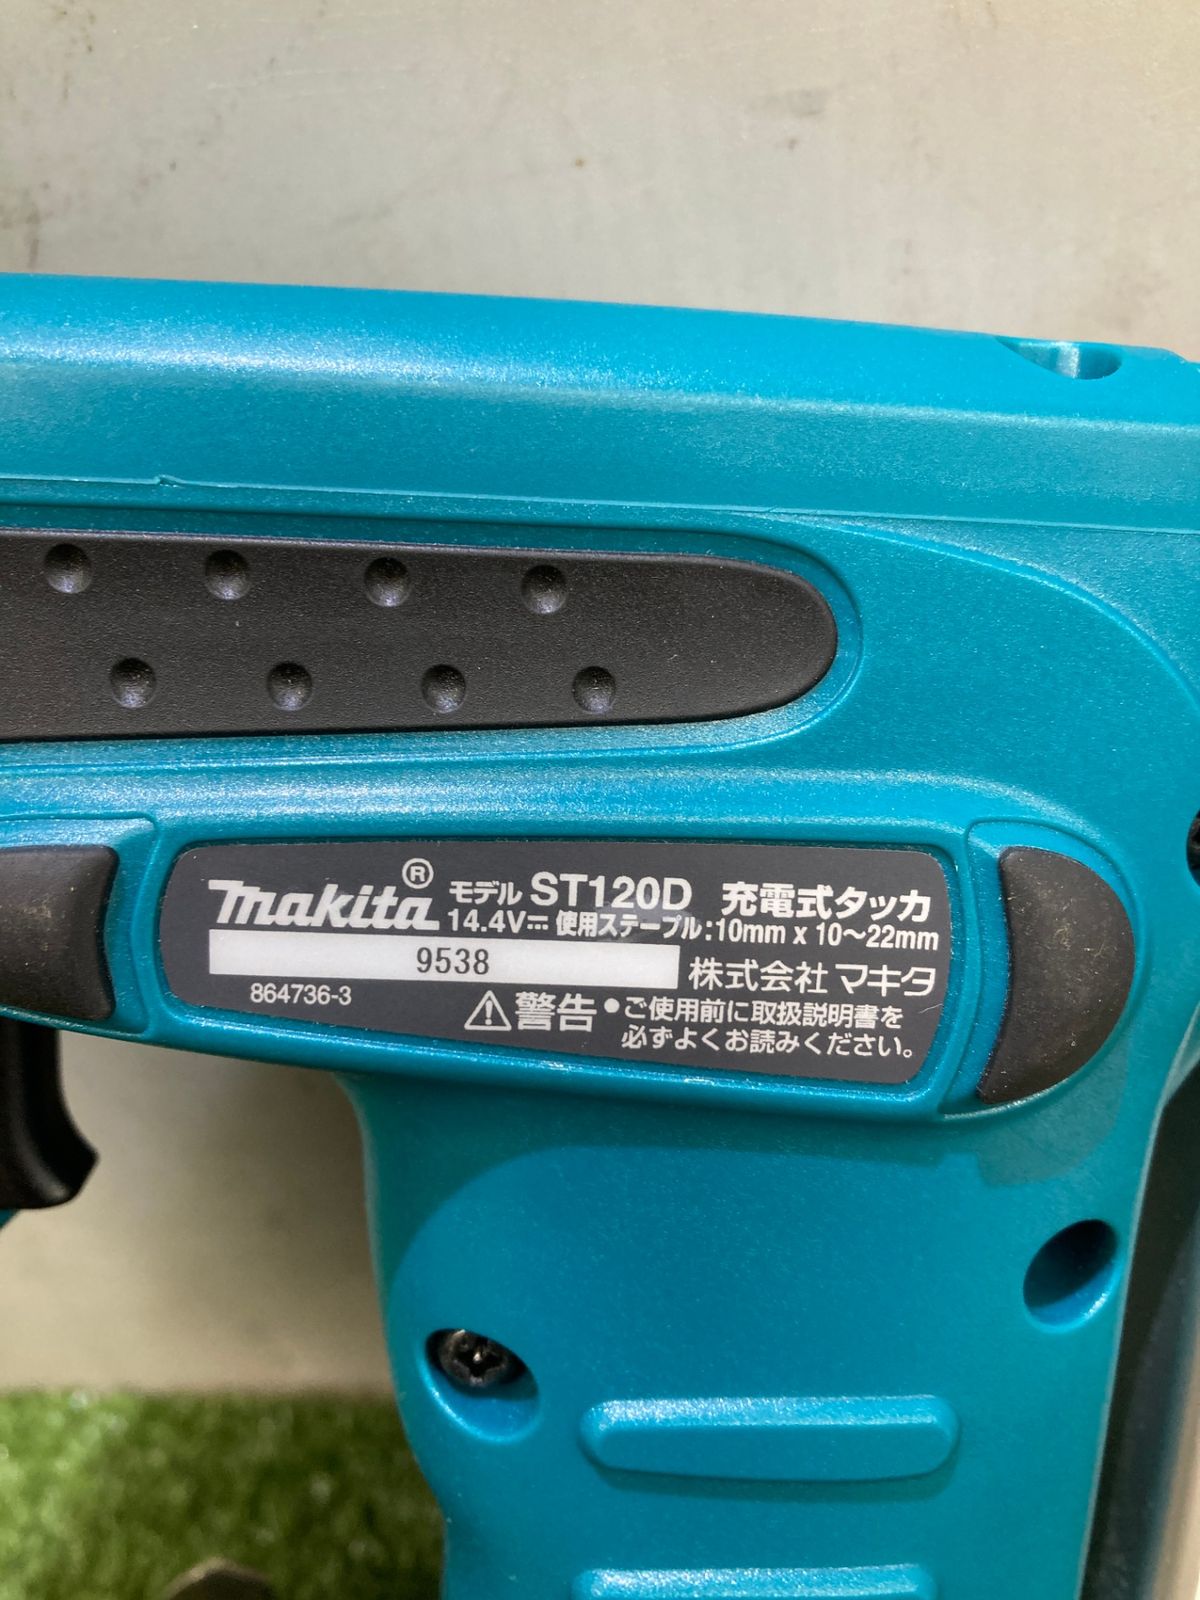 makita® モデル ST120D 充電式タッカ
14.4V⎓ 使用ステープル:10mm x 10〜22mm
9538 株式会社 マキタ
864736-3
⚠警告 •ご使用前に取扱説明書を
必ずよくお読みください。